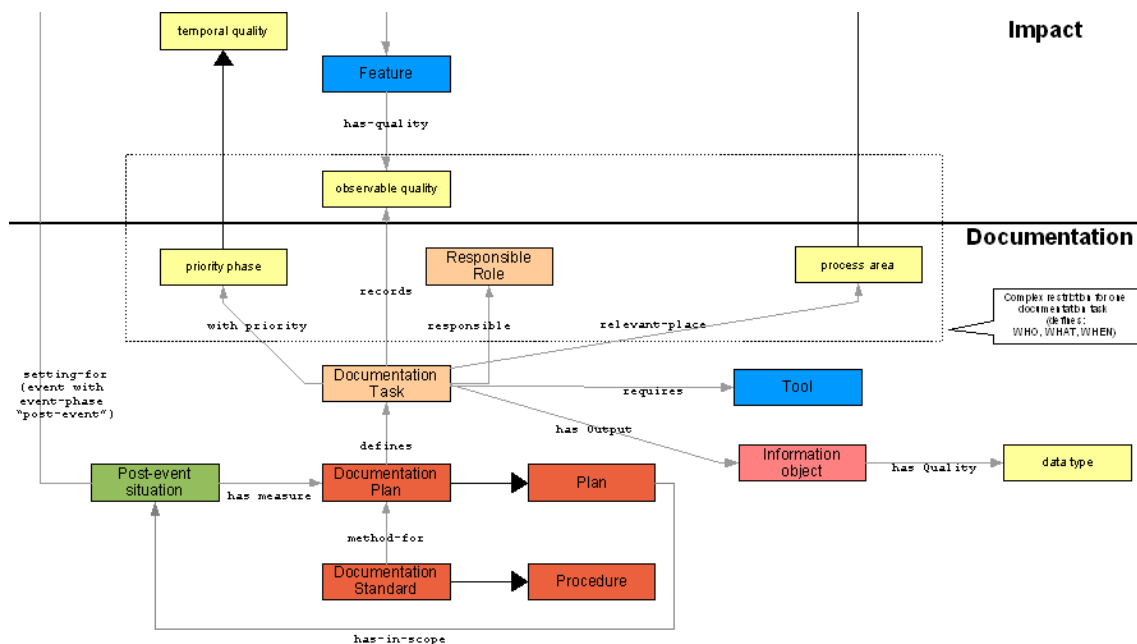 temporal quality
Impact
Feature
has-quality
observable quality
Documentation
priority phase
Responsible
Role
process area
records
Complex restriction for one
documentation task
(defines:
WHO, WHAT, WHEN)
with priority
responsible
relevant-place
setting-for
(event with
event-phase
"post-event")
Documentation
Task
requires
Tool
has Output
defines
Information
object
has Quality
data type
Post-event
situation
has measure
Documentation
Plan
Plan
method-for
Documentation
Standard
Procedure
has-in-scope